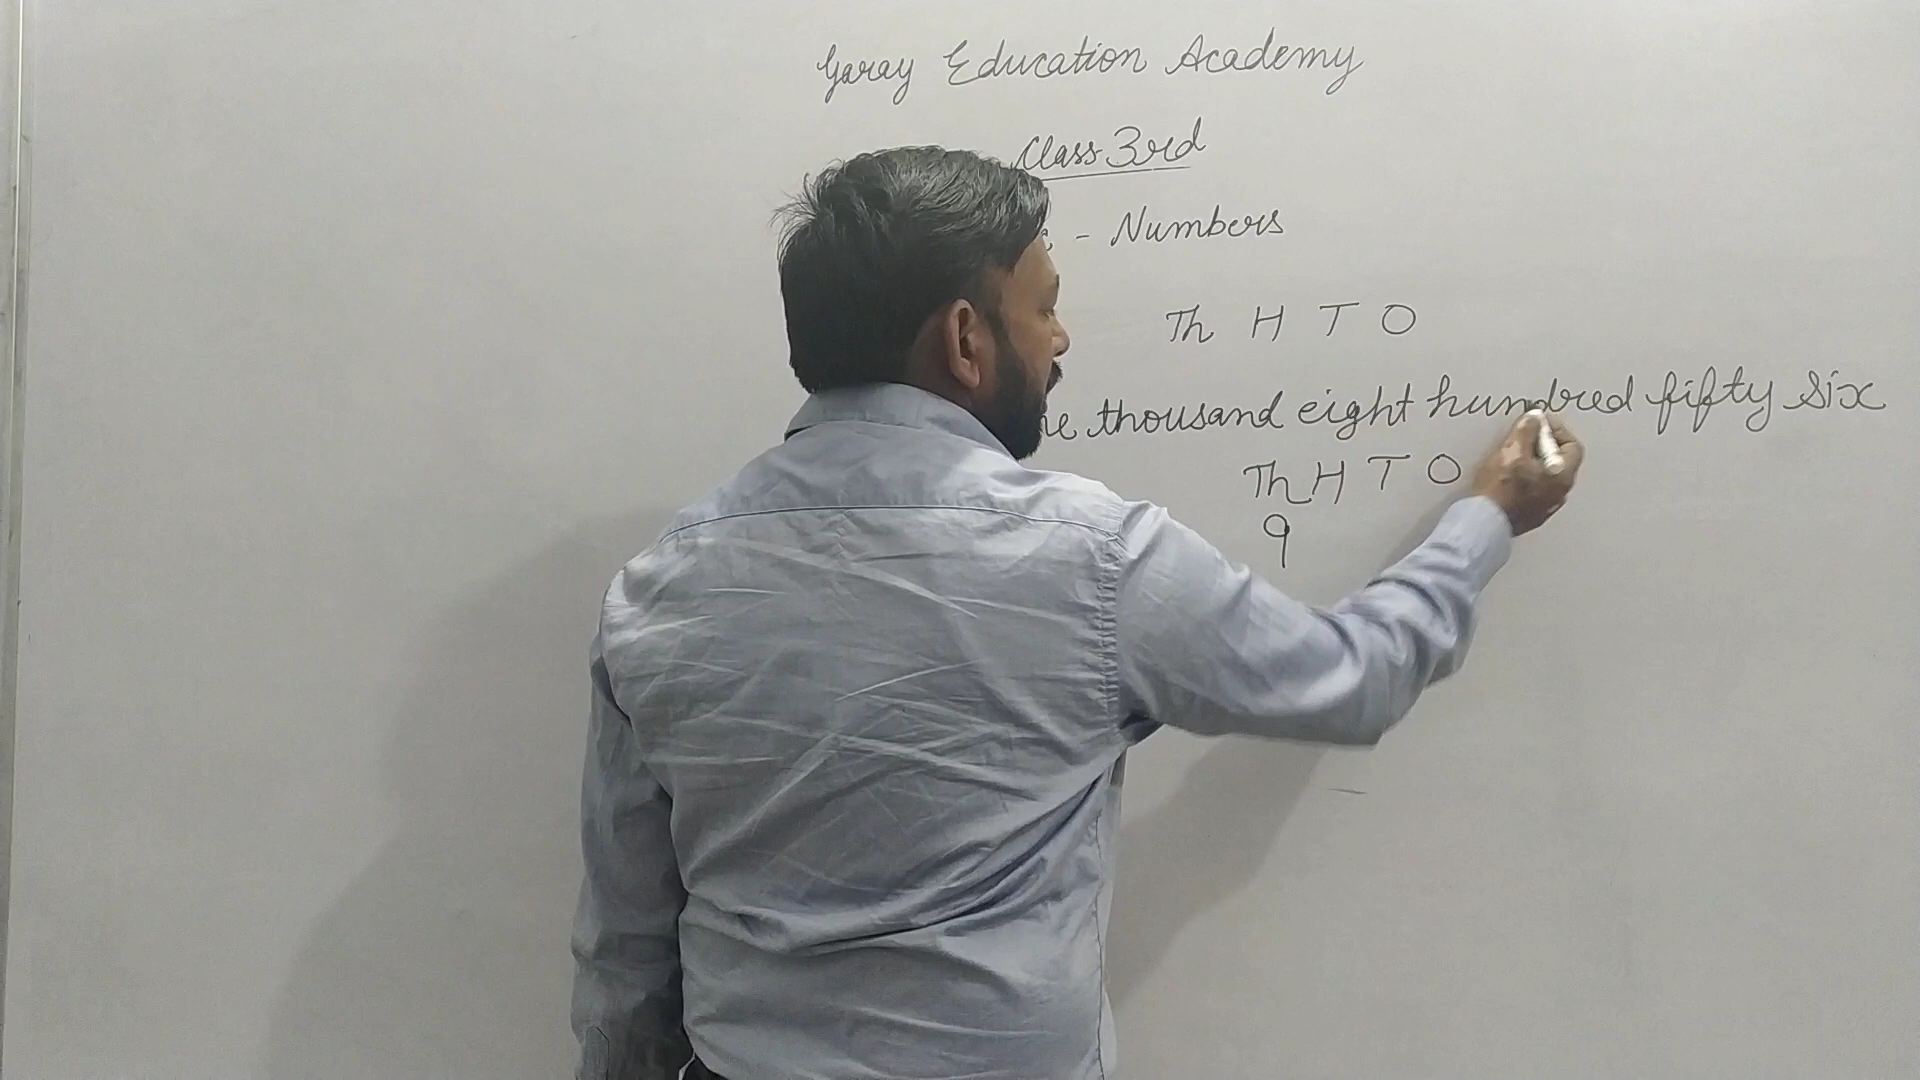 Garay Education Academy
Class 3rd
- Numbers
Th H T O
thousand eight hundred fifty six
Th H T O
9